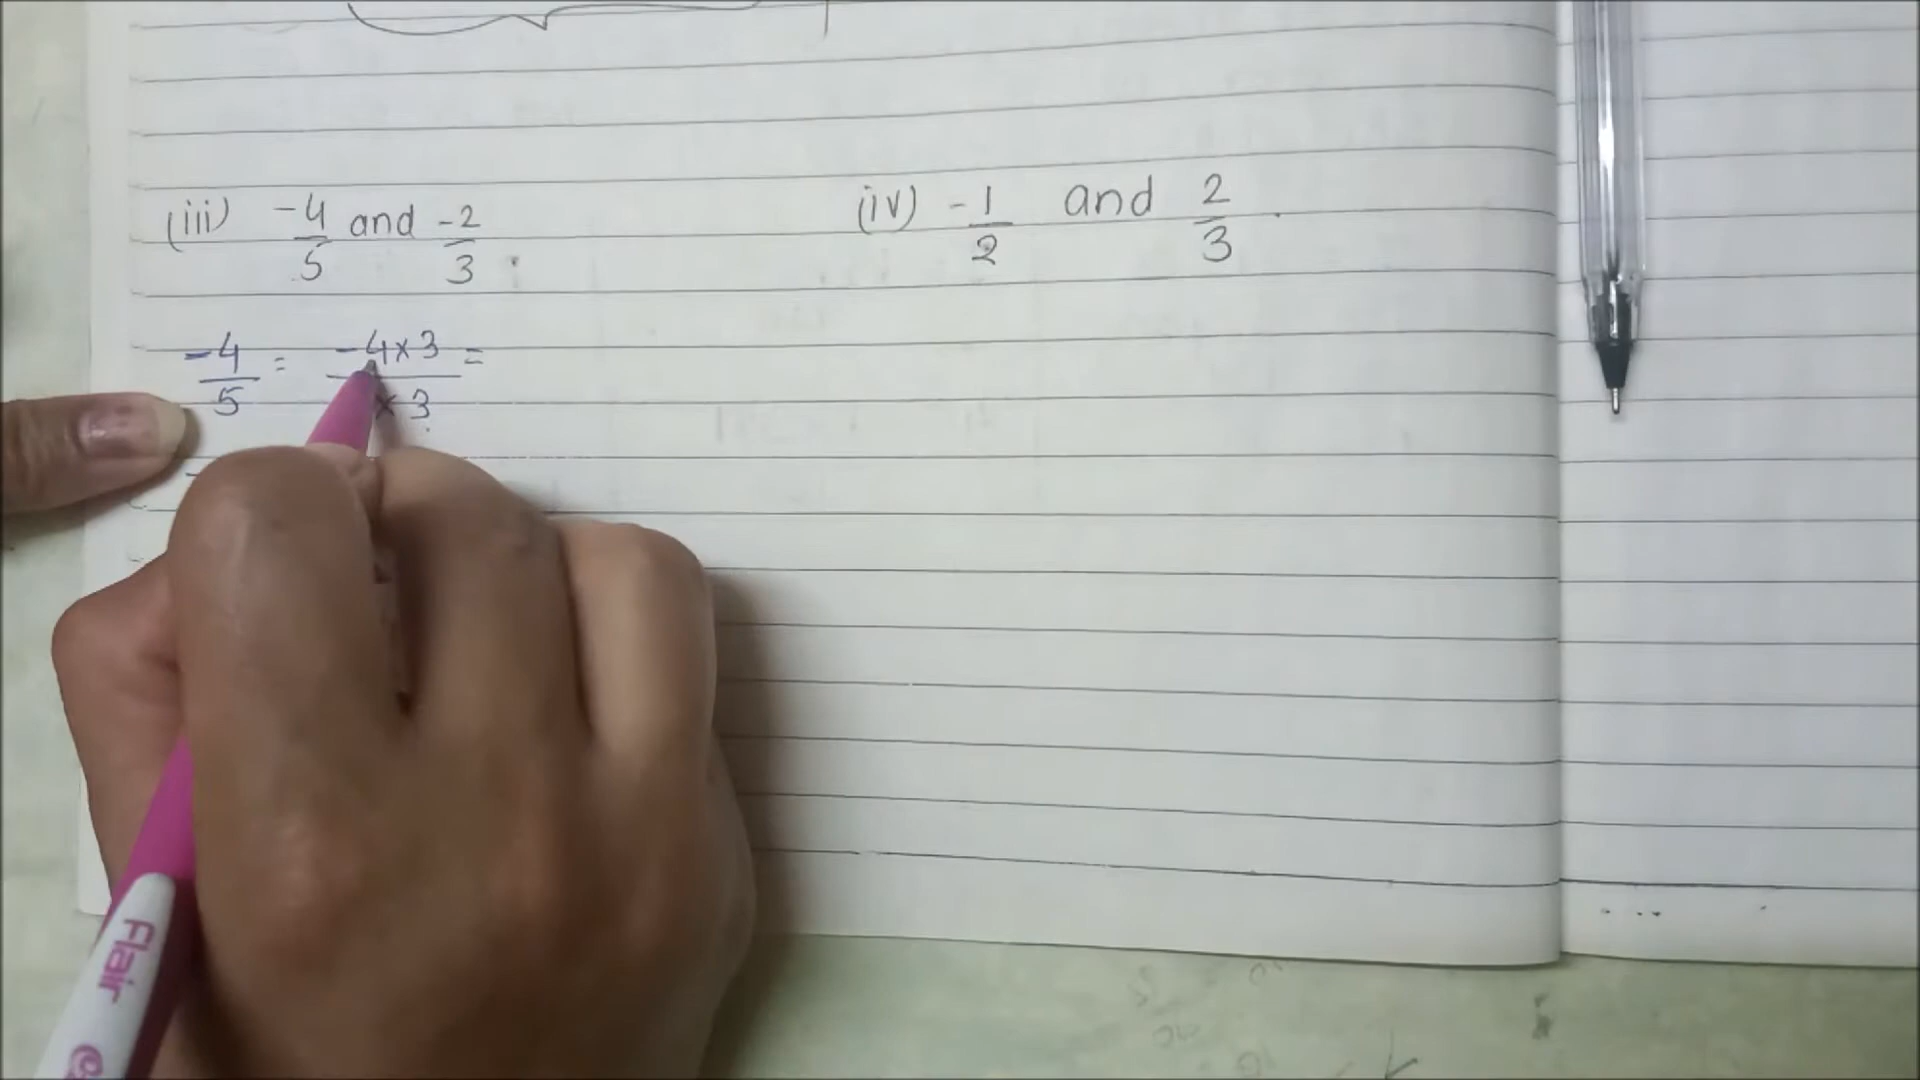 (iii) -4/5 and -2/3 .
(iv) -1/2 and 2/3 .
-4/5 = -4×3/ ×3 =
Flair